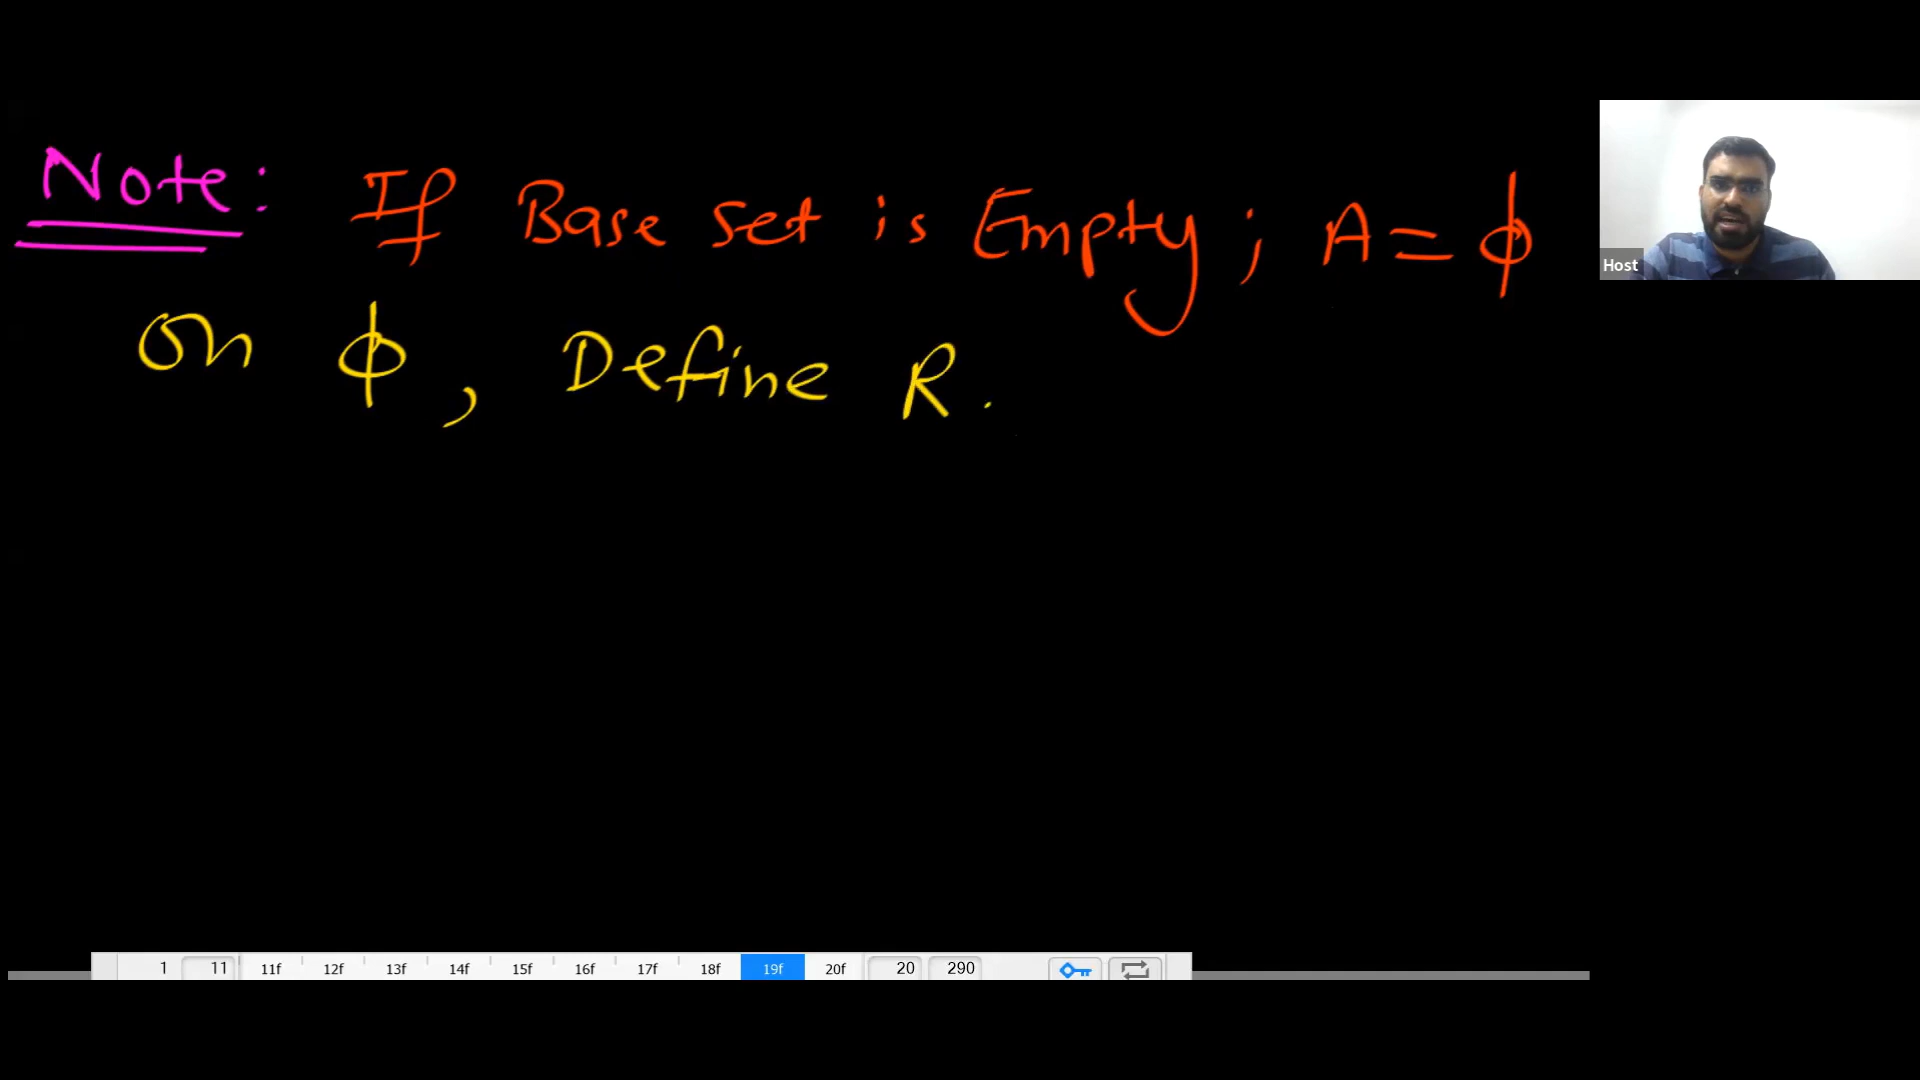 Note: If Base set is Empty; A = ϕ
on ϕ, Define R.
Host
1 11 11f 12f 13f 14f 15f 16f 17f 18f 19f 20f 20 290